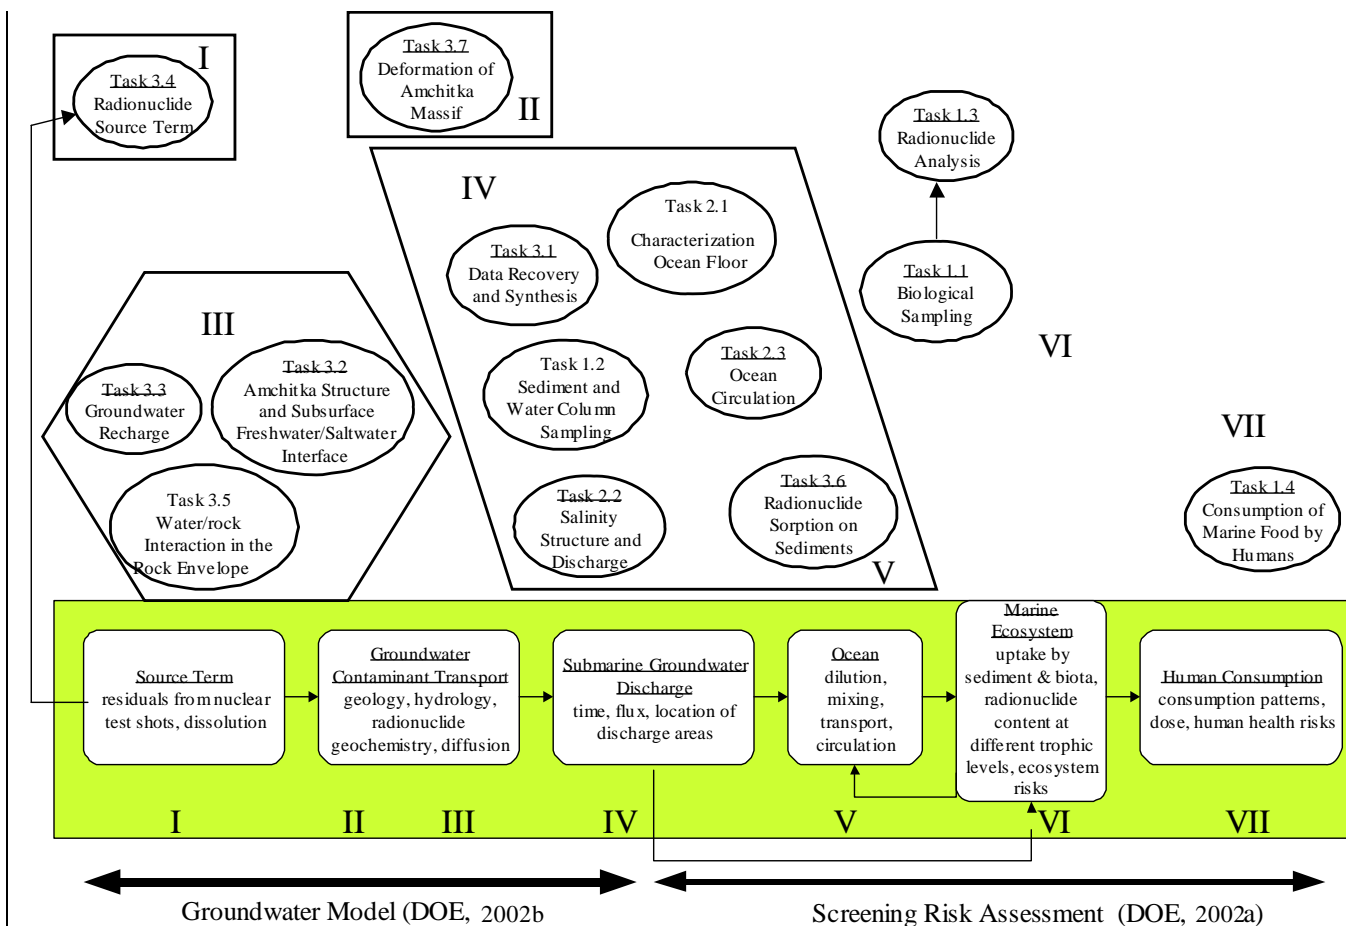 I
Task 3.4
Radionuclide
Source Term
Task 3.7
Deformation of
Amchitka
Massif
II
Task 1.3
Radionuclide
Analysis
IV
Task 2.1
Characterization
Ocean Floor
Task 3.1
Data Recovery
and Synthesis
Task 1.1
Biological
Sampling
III
VI
Task 3.3
Groundwater
Recharge
Task 3.2
Amchitka Structure
and Subsurface
Freshwater/Saltwater
Interface
Task 1.2
Sediment and
Water Column
Sampling
Task 2.3
Ocean
Circulation
VII
Task 3.5
Water/rock
Interaction in the
Rock Envelope
Task 2.2
Salinity
Structure and
Discharge
Task 3.6
Radionuclide
Sorption on
Sediments
V
Task 1.4
Consumption of
Marine Food by
Humans
Source Term
residuals from nuclear
test shots, dissolution
Groundwater
Contaminant Transport
geology, hydrology,
radionuclide
geochemistry, diffusion
Submarine Groundwater
Discharge
time, flux, location of
discharge areas
Ocean
dilution,
mixing,
transport,
circulation
Marine
Ecosystem
uptake by
sediment & biota,
radionuclide
content at
different trophic
levels, ecosystem
risks
Human Consumption
consumption patterns,
dose, human health risks
I II III IV V VI VII
Groundwater Model (DOE, 2002b
Screening Risk Assessment (DOE, 2002a)